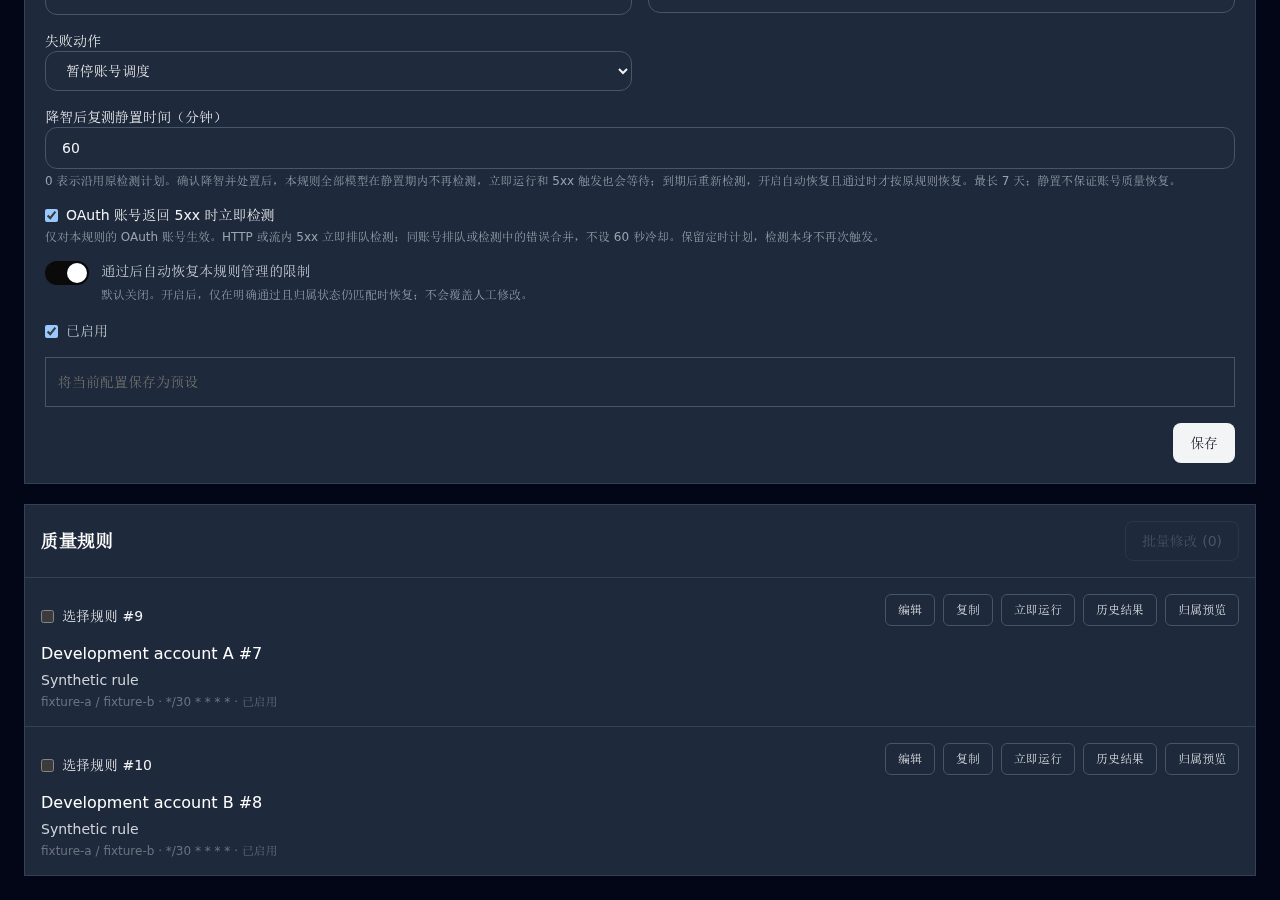 失败动作
暂停账号调度
降智后复测静置时间（分钟）
60
0 表示沿用原检测计划。确认降智并处置后，本规则全部模型在静置期内不再检测，立即运行和 5xx 触发也会等待；到期后重新检测，开启自动恢复且通过时才按原规则恢复。最长 7 天；静置不保证账号质量恢复。
OAuth 账号返回 5xx 时立即检测
仅对本规则的 OAuth 账号生效。HTTP 或流内 5xx 立即排队检测；同账号排队或检测中的错误合并，不设 60 秒冷却。保留定时计划，检测本身不再次触发。
通过后自动恢复本规则管理的限制
默认关闭。开启后，仅在明确通过且归属状态仍匹配时恢复；不会覆盖人工修改。
已启用
将当前配置保存为预设
保存
质量规则 批量修改 (0)
选择规则 #9 编辑 复制 立即运行 历史结果 归属预览
Development account A #7
Synthetic rule
fixture-a / fixture-b · */30 * * * * · 已启用
选择规则 #10 编辑 复制 立即运行 历史结果 归属预览
Development account B #8
Synthetic rule
fixture-a / fixture-b · */30 * * * * · 已启用